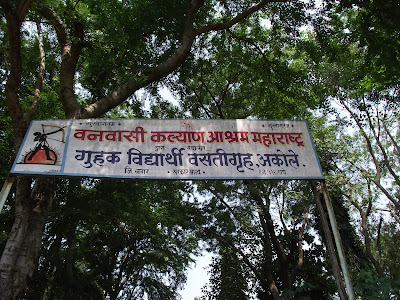 वनवासी कल्याण आश्रम महाराष्ट्र
गुहक विद्यार्थी वसतीगृह, अकोले.